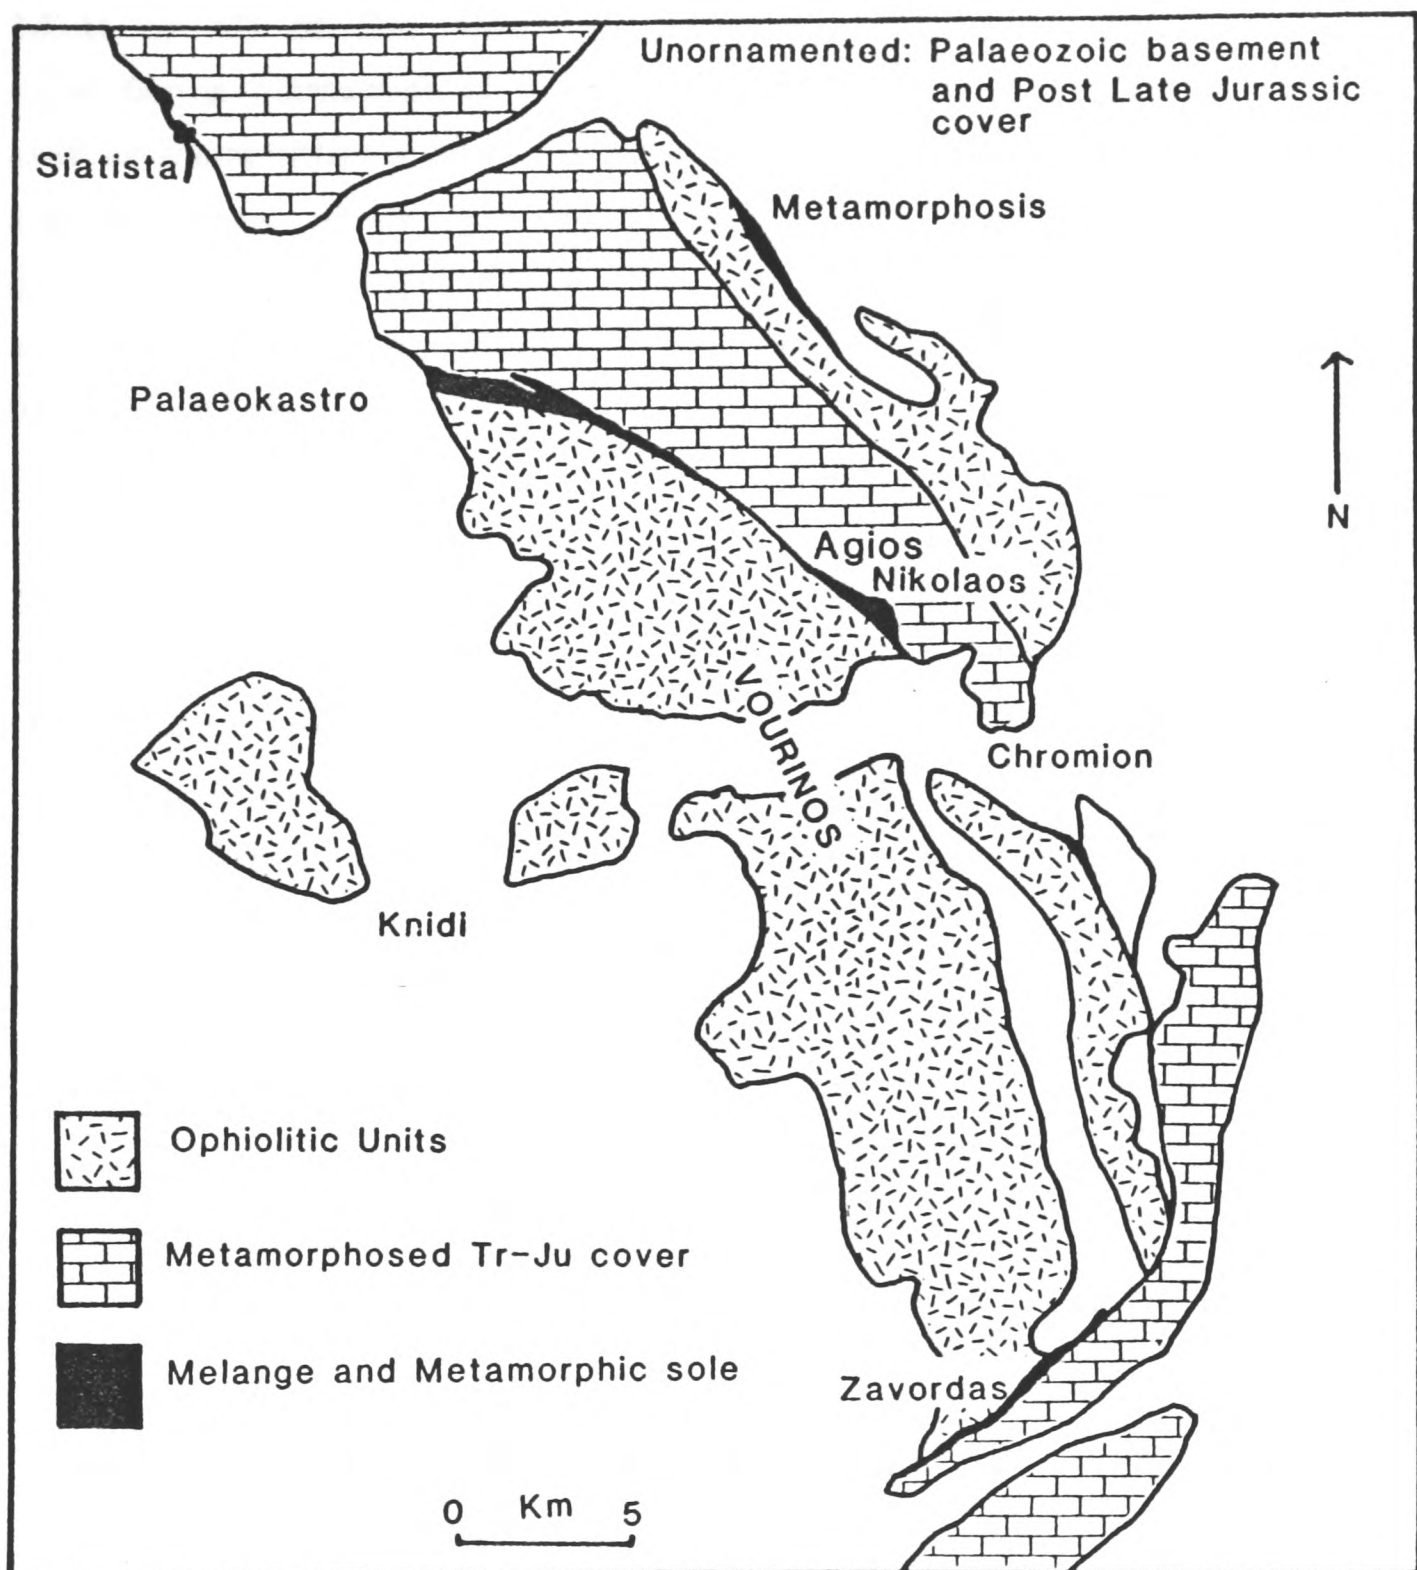 Unornamented: Palaeozoic basement
and Post Late Jurassic
cover
Siatista
Metamorphosis
Palaeokastro
N
Agios
Nikolaos
VOURINOS
Chromion
Knidi
Ophiolitic Units
Metamorphosed Tr-Ju cover
Melange and Metamorphic sole
Zavordas
0 Km 5